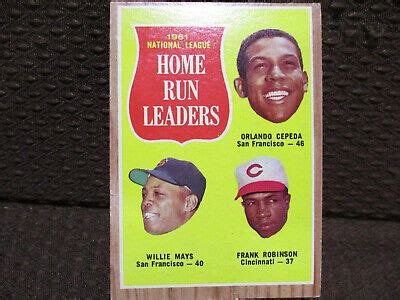 1961
NATIONAL LEAGUE
HOME
RUN
LEADERS
ORLANDO CEPEDA
San Francisco — 46
C
WILLIE MAYS
San Francisco — 40
FRANK ROBINSON
Cincinnati — 37